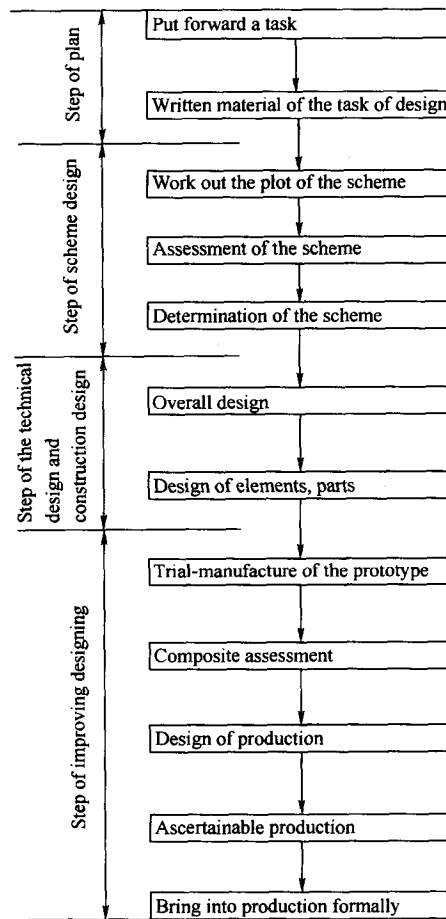 Put forward a task
Step of plan
Written material of the task of design
Work out the plot of the scheme
Step of scheme design
Assessment of the scheme
Determination of the scheme
Step of the technical
design and
construction design
Overall design
Design of elements, parts
Trial-manufacture of the prototype
Step of improving designing
Composite assessment
Design of production
Ascertainable production
Bring into production formally